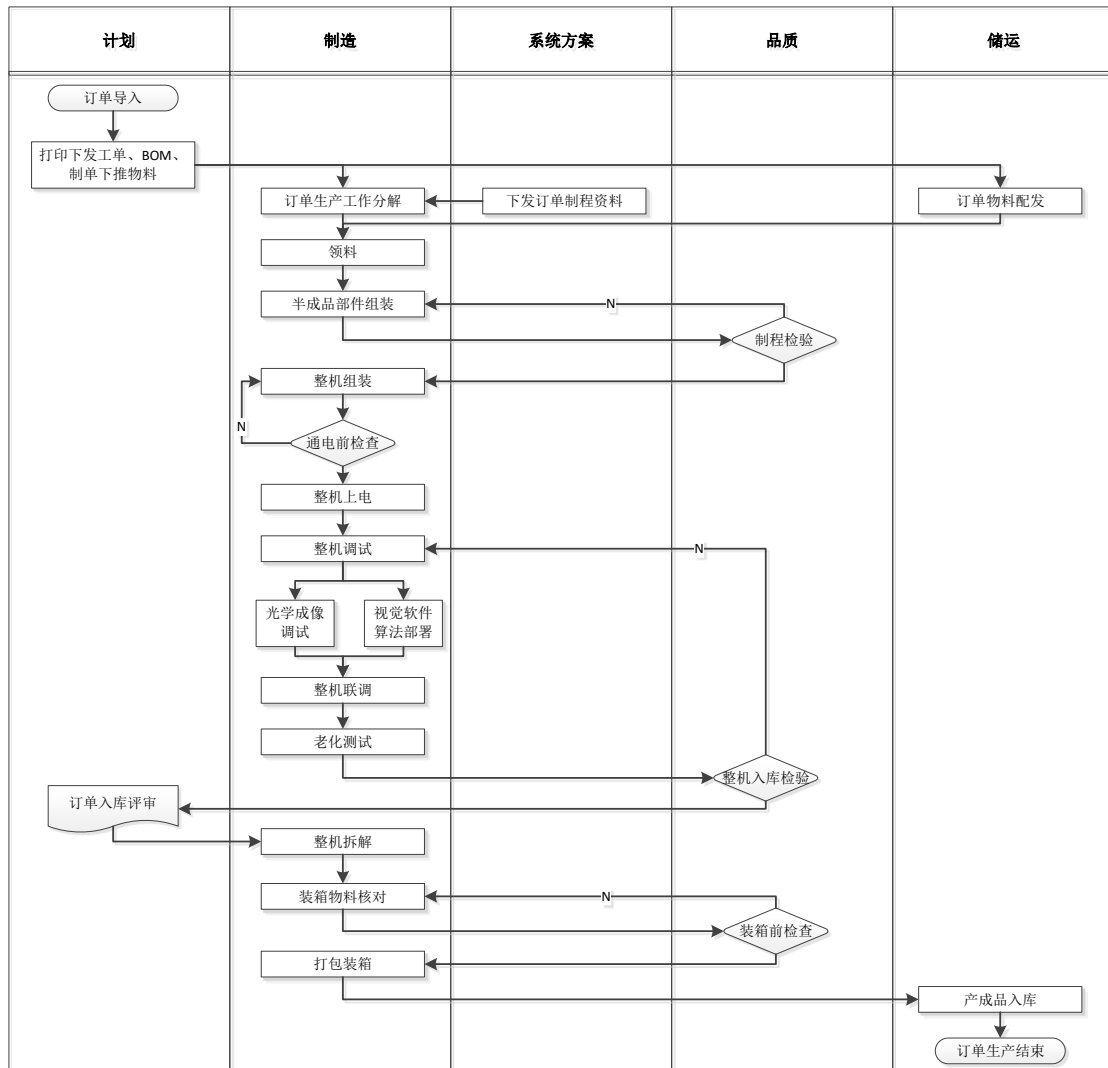 计划
制造
系统方案
品质
储运
订单导入
打印下发工单、BOM、
制单下推物料
订单生产工作分解
下发订单制程资料
订单物料配发
领料
半成品部件组装
N
制程检验
整机组装
N
通电前检查
整机上电
整机调试
N
光学成像
调试
视觉软件
算法部署
整机联调
老化测试
整机入库检验
订单入库评审
整机拆解
装箱物料核对
N
装箱前检查
打包装箱
产成品入库
订单生产结束